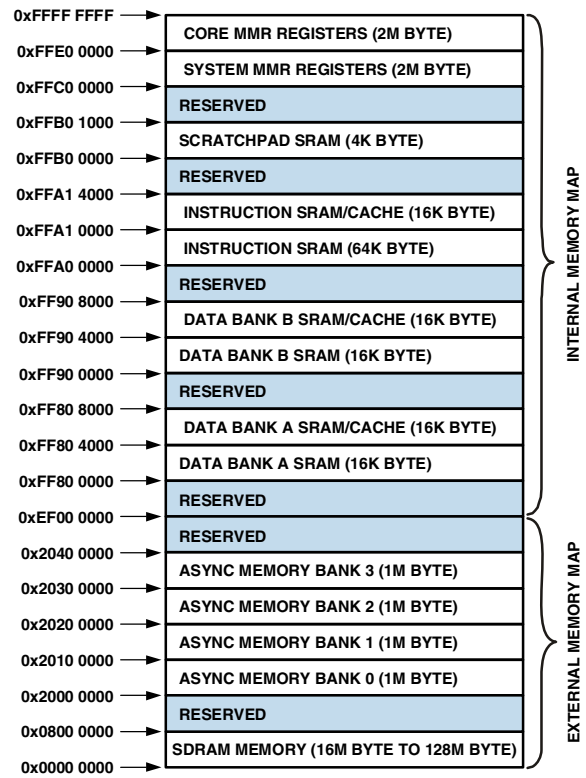 0xFFFF FFFF
CORE MMR REGISTERS (2M BYTE)
0xFFE0 0000
SYSTEM MMR REGISTERS (2M BYTE)
0xFFC0 0000
RESERVED
0xFFB0 1000
SCRATCHPAD SRAM (4K BYTE)
0xFFB0 0000
RESERVED
0xFFA1 4000
INSTRUCTION SRAM/CACHE (16K BYTE)
0xFFA1 0000
INSTRUCTION SRAM (64K BYTE)
0xFFA0 0000
RESERVED
0xFF90 8000
DATA BANK B SRAM/CACHE (16K BYTE)
0xFF90 4000
DATA BANK B SRAM (16K BYTE)
0xFF90 0000
RESERVED
0xFF80 8000
DATA BANK A SRAM/CACHE (16K BYTE)
0xFF80 4000
DATA BANK A SRAM (16K BYTE)
0xFF80 0000
RESERVED
0xEF00 0000
RESERVED
0x2040 0000
ASYNC MEMORY BANK 3 (1M BYTE)
0x2030 0000
ASYNC MEMORY BANK 2 (1M BYTE)
0x2020 0000
ASYNC MEMORY BANK 1 (1M BYTE)
0x2010 0000
ASYNC MEMORY BANK 0 (1M BYTE)
0x2000 0000
RESERVED
0x0800 0000
SDRAM MEMORY (16M BYTE TO 128M BYTE)
0x0000 0000
INTERNAL MEMORY MAP
EXTERNAL MEMORY MAP